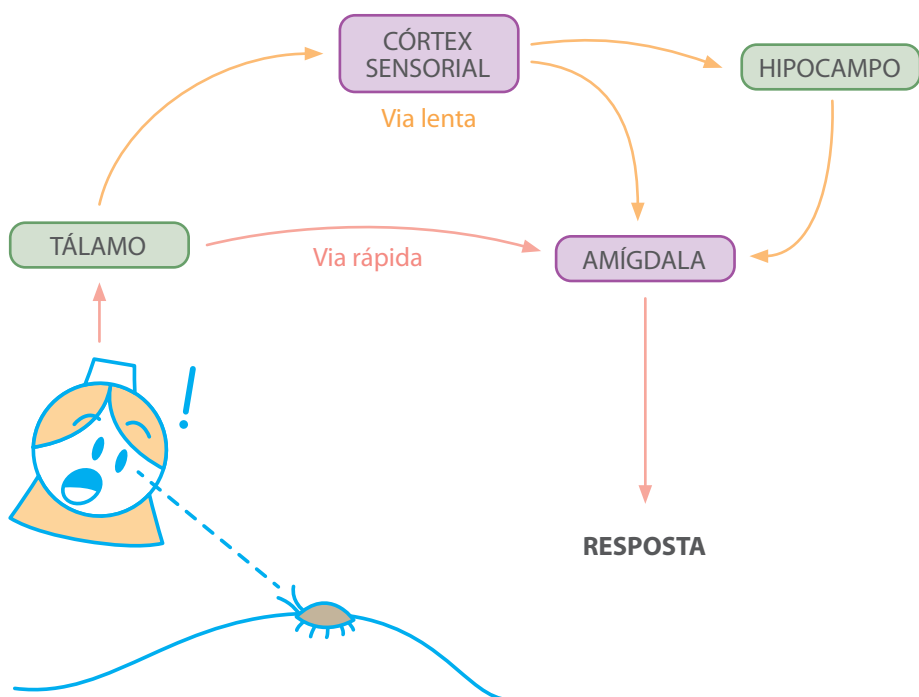 CÓRTEX
SENSORIAL
HIPOCAMPO
Via lenta
TÁLAMO
Via rápida
AMÍGDALA
!
RESPOSTA